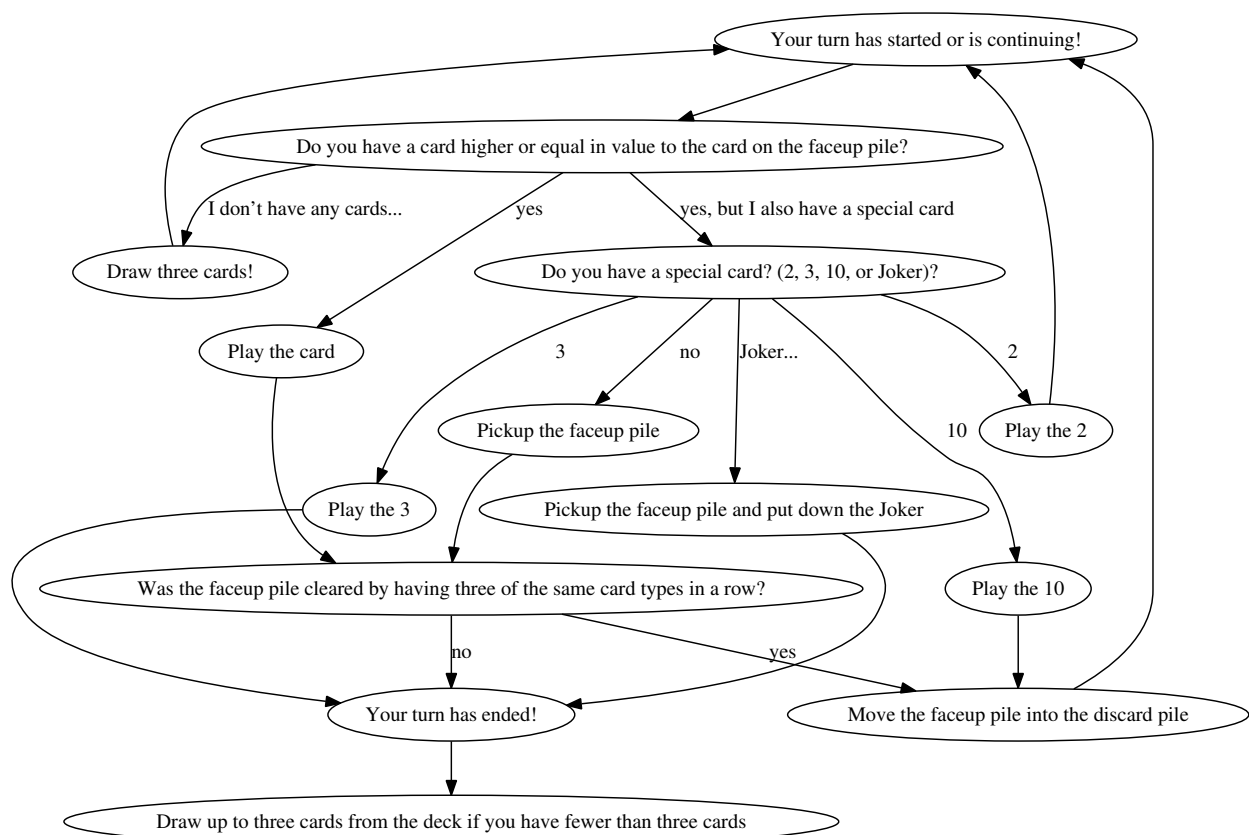 Your turn has started or is continuing!
Do you have a card higher or equal in value to the card on the faceup pile?
I don't have any cards...
yes
yes, but I also have a special card
Draw three cards!
Do you have a special card? (2, 3, 10, or Joker)?
Play the card
3
no
Joker...
2
Pickup the faceup pile
10
Play the 2
Play the 3
Pickup the faceup pile and put down the Joker
Was the faceup pile cleared by having three of the same card types in a row?
Play the 10
no
yes
Your turn has ended!
Move the faceup pile into the discard pile
Draw up to three cards from the deck if you have fewer than three cards